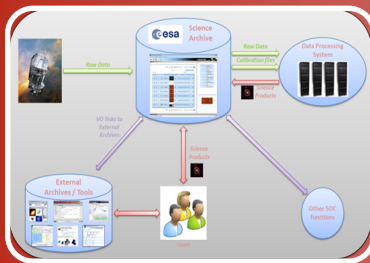 esa
Science
Archive
Raw Data
Raw Data
Calibration files
Data Processing
System
Science
Products
VO links to
External
Archives
Science
Products
External
Archives / Tools
Users
Other SOC
functions